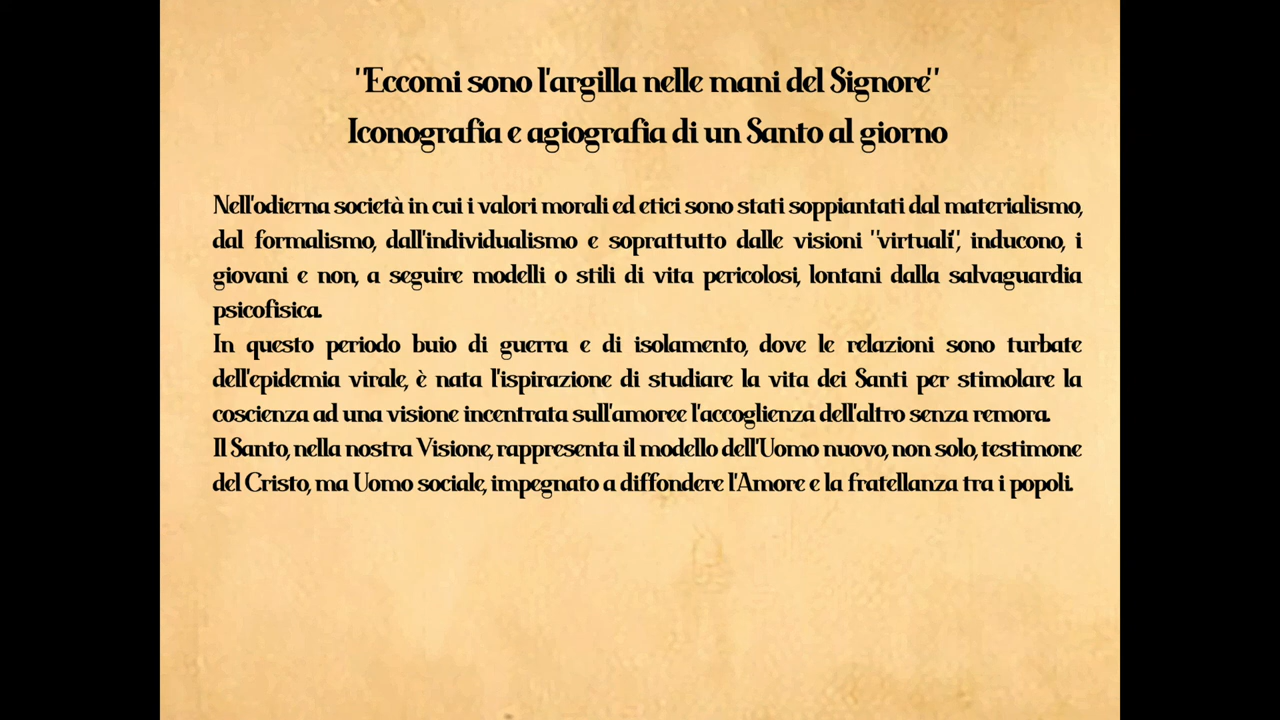 "Eccomi sono l'argilla nelle mani del Signore"
Iconografia e agiografia di un Santo al giorno
Nell'odierna società in cui i valori morali ed etici sono stati soppiantati dal materialismo,
dal formalismo, dall'individualismo e soprattutto dalle visioni "virtuali", inducono, i
giovani e non, a seguire modelli o stili di vita pericolosi, lontani dalla salvaguardia
psicofisica.
In questo periodo buio di guerra e di isolamento, dove le relazioni sono turbate
dell'epidemia virale, è nata l'ispirazione di studiare la vita dei Santi per stimolare la
coscienza ad una visione incentrata sull'amoree l'accoglienza dell'altro senza remora.
Il Santo, nella nostra Visione, rappresenta il modello dell'Uomo nuovo, non solo, testimone
del Cristo, ma Uomo sociale, impegnato a diffondere l'Amore e la fratellanza tra i popoli.